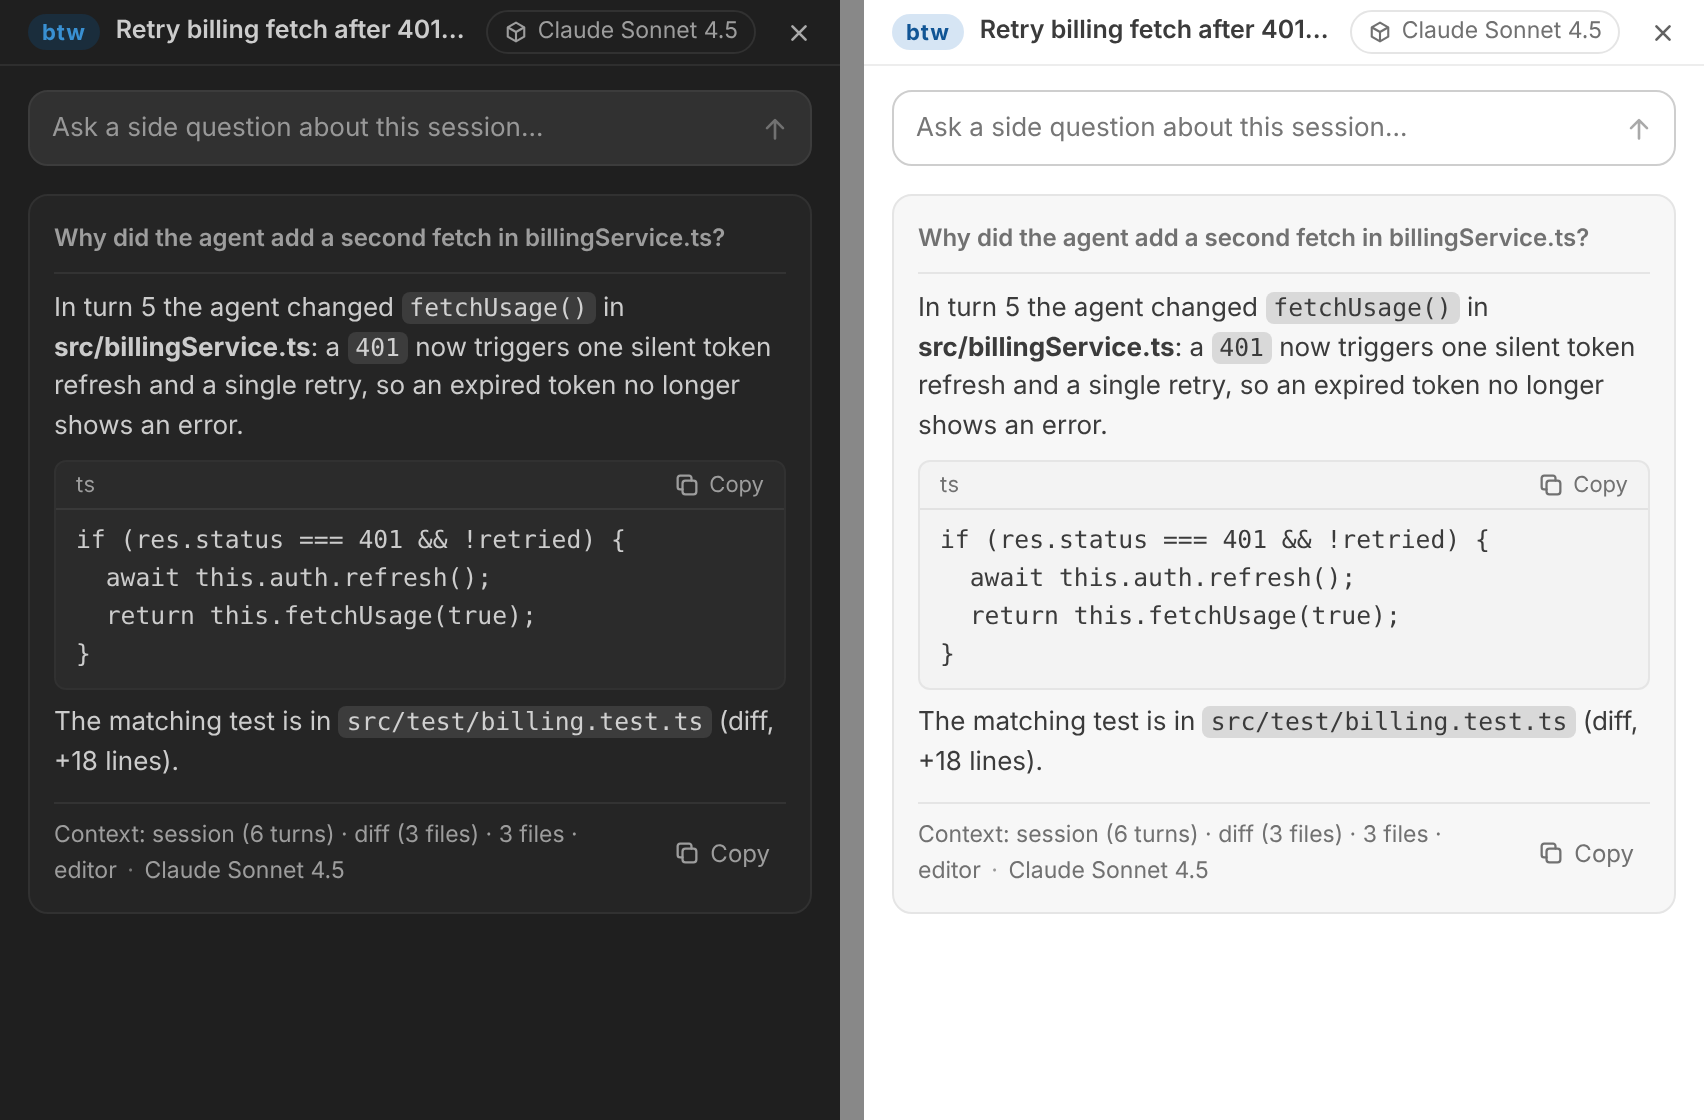 btw Retry billing fetch after 401... Claude Sonnet 4.5
Ask a side question about this session...
Why did the agent add a second fetch in billingService.ts?
In turn 5 the agent changed fetchUsage() in
src/billingService.ts: a 401 now triggers one silent token
refresh and a single retry, so an expired token no longer
shows an error.
ts Copy
if (res.status === 401 && !retried) {
  await this.auth.refresh();
  return this.fetchUsage(true);
}
The matching test is in src/test/billing.test.ts (diff,
+18 lines).
Context: session (6 turns) · diff (3 files) · 3 files ·
editor · Claude Sonnet 4.5
Copy
btw Retry billing fetch after 401... Claude Sonnet 4.5
Ask a side question about this session...
Why did the agent add a second fetch in billingService.ts?
In turn 5 the agent changed fetchUsage() in
src/billingService.ts: a 401 now triggers one silent token
refresh and a single retry, so an expired token no longer
shows an error.
ts Copy
if (res.status === 401 && !retried) {
  await this.auth.refresh();
  return this.fetchUsage(true);
}
The matching test is in src/test/billing.test.ts (diff,
+18 lines).
Context: session (6 turns) · diff (3 files) · 3 files ·
editor · Claude Sonnet 4.5
Copy